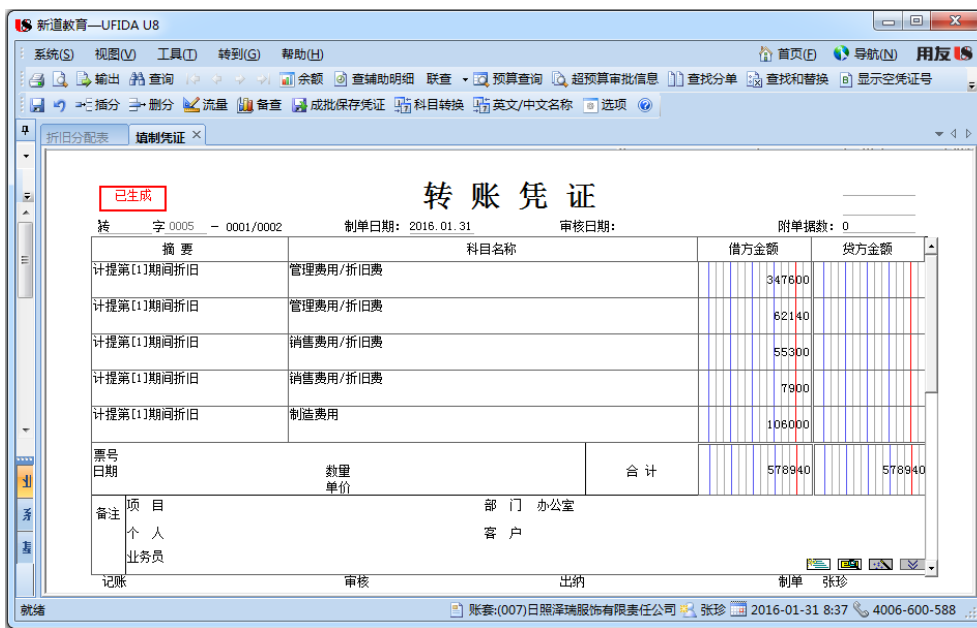 新道教育—UFIDA U8
系统(S) 视图(V) 工具(T) 转到(G) 帮助(H) 首页(F) 导航(N) 用友
输出 查询 余额 查辅助明细 联查 预算查询 超预算审批信息 查找分单 查找和替换 显示空凭证号
插分 删分 流量 备查 成批保存凭证 科目转换 英文/中文名称 选项
折旧分配表 填制凭证
已生成
转账凭证
转 字 0005 - 0001/0002 制单日期: 2016.01.31 审核日期: 附单据数: 0
摘要 科目名称 借方金额 贷方金额
计提第[1]期间折旧 管理费用/折旧费 347600
计提第[1]期间折旧 管理费用/折旧费 62140
计提第[1]期间折旧 销售费用/折旧费 55300
计提第[1]期间折旧 销售费用/折旧费 7900
计提第[1]期间折旧 制造费用 106000
票号
日期 数量 合计 578940 578940
单价
备注 项目 部门 办公室
个人 客户
业务员
记账 审核 出纳 制单 张珍
就绪 账套:(007)日照泽瑞服饰有限责任公司 张珍 2016-01-31 8:37 4006-600-588